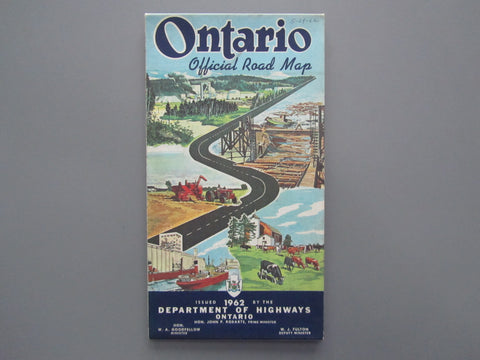 Ontario
Official Road Map
ISSUED 1962 BY THE
DEPARTMENT OF HIGHWAYS
ONTARIO
HON. JOHN P. ROBARTS, PRIME MINISTER
HON. W. J. FULTON
W. A. GOODFELLOW DEPUTY MINISTER
MINISTER